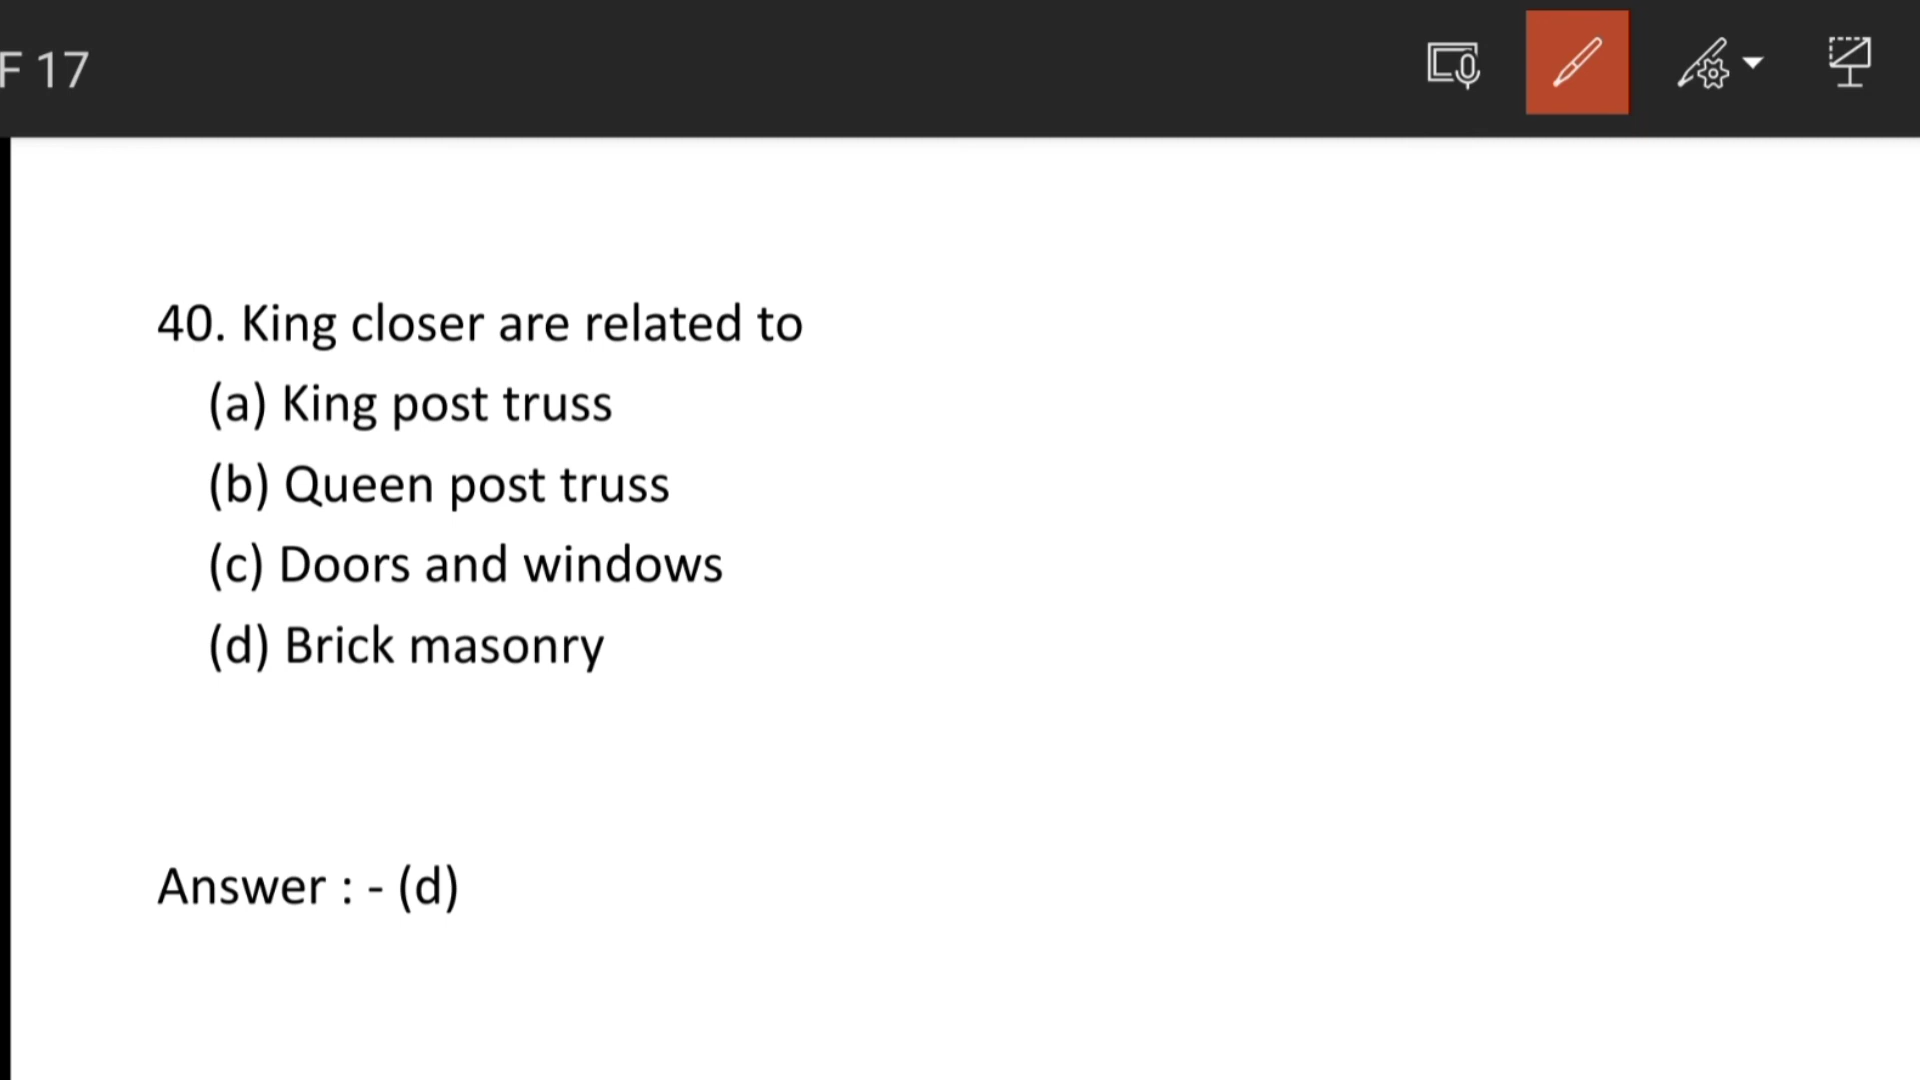 F 17
40. King closer are related to
(a) King post truss
(b) Queen post truss
(c) Doors and windows
(d) Brick masonry
Answer : - (d)